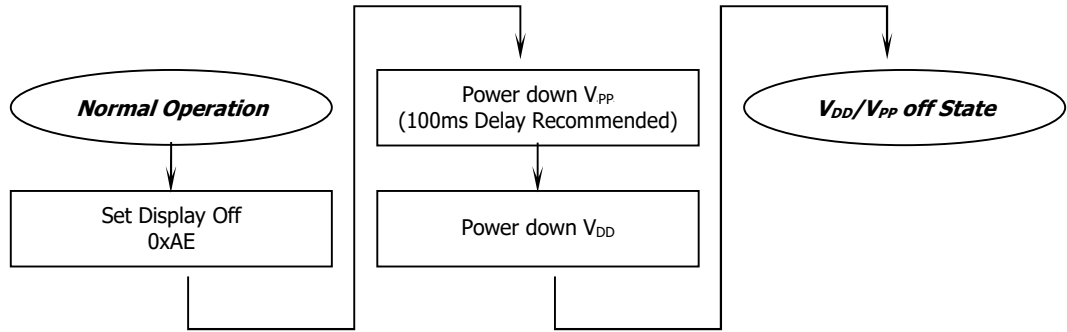 Normal Operation
Set Display Off
0xAE
Power down VPP
(100ms Delay Recommended)
Power down VDD
VDD/VPP off State